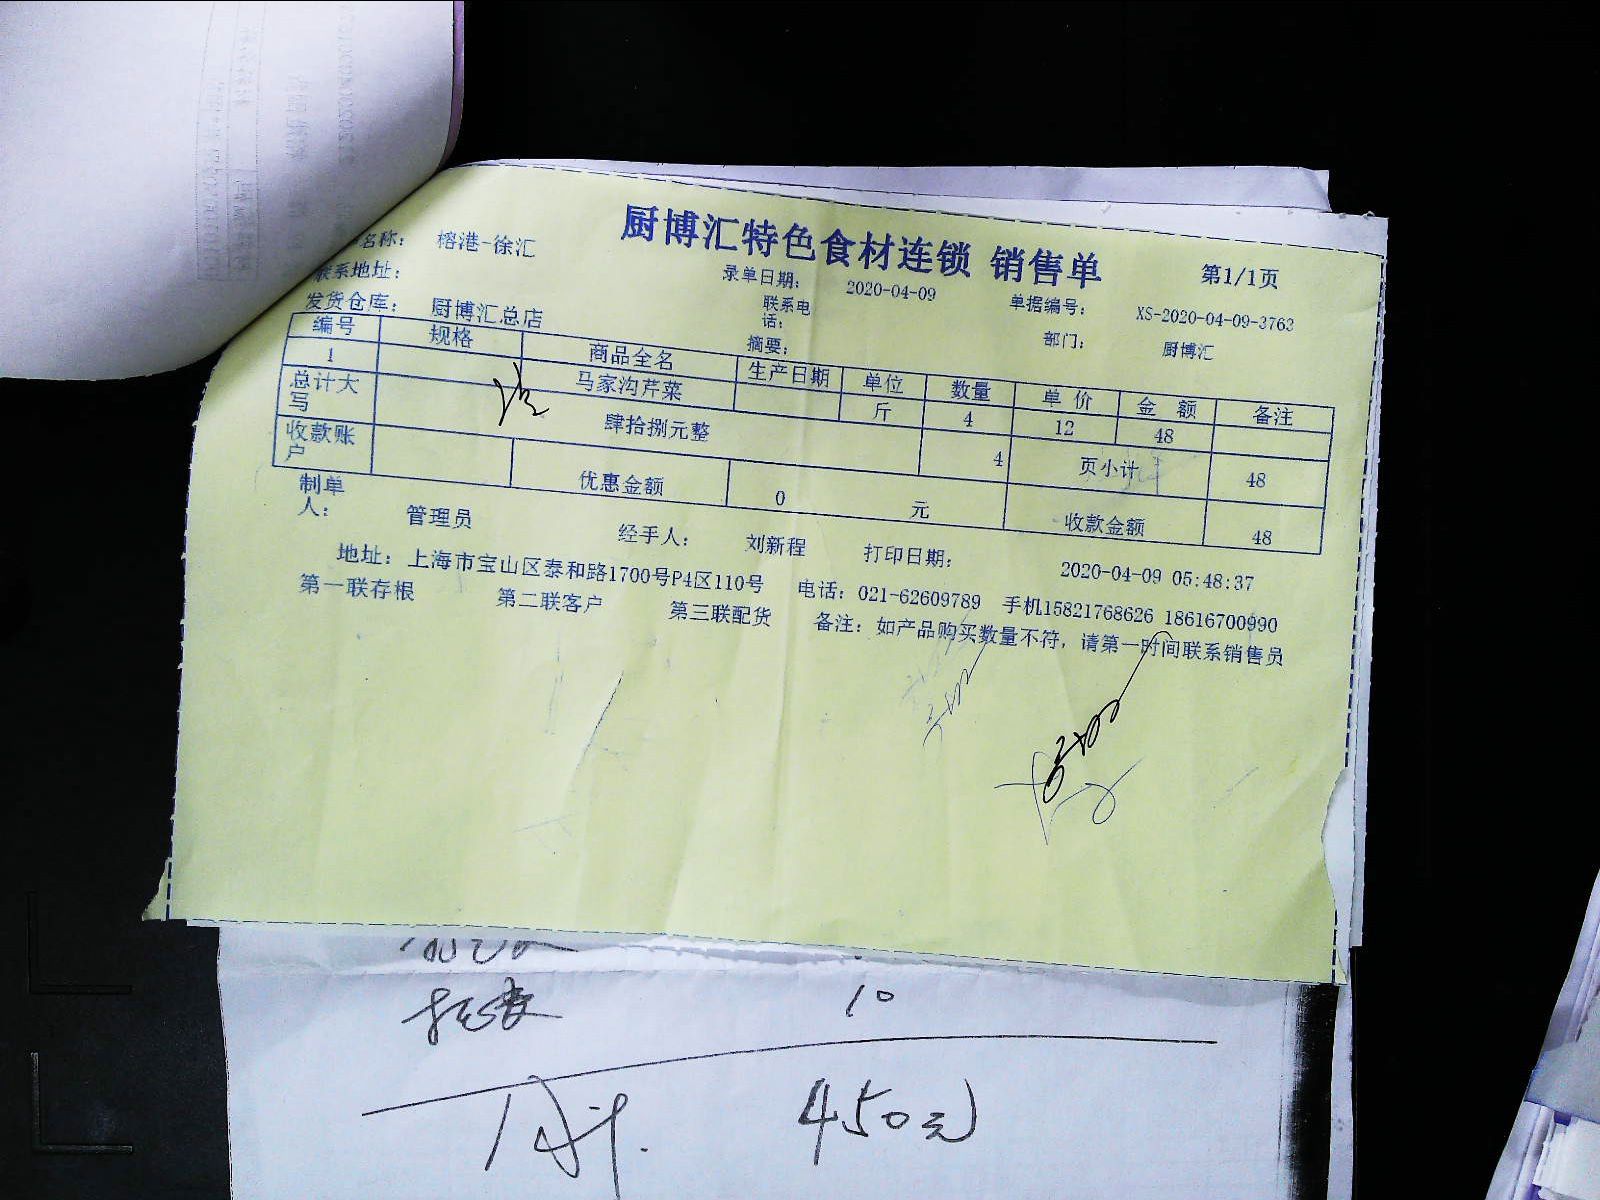 厨博汇特色食材连锁 销售单 第1/1页
名称： 榕港-徐汇 录单日期： 2020-04-09 单据编号： XS-2020-04-09-3763
联系地址： 联系电话： 部门： 厨博汇
发货仓库： 厨博汇总店 摘要：
编号 规格 商品全名 生产日期 单位 数量 单价 金额 备注
1 马家沟芹菜 斤 4 12 48
总计大写 肆拾捌元整 4 页小计 48
收款账户 优惠金额 0 元 收款金额 48
制单人： 管理员 经手人： 刘新程 打印日期： 2020-04-09 05:48:37
地址：上海市宝山区泰和路1700号P4区110号 电话：021-62609789 手机15821768626 18616700990
第一联存根 第二联客户 第三联配货 备注：如产品购买数量不符，请第一时间联系销售员
10
450元